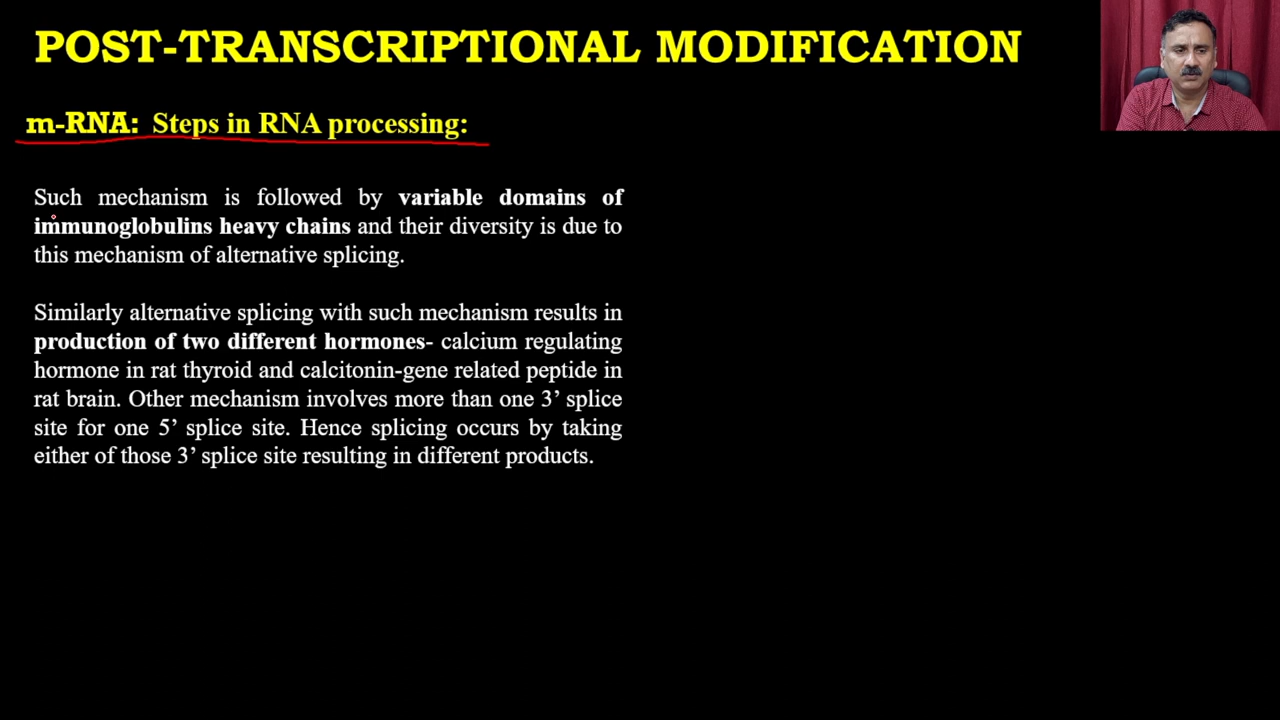 POST-TRANSCRIPTIONAL MODIFICATION
m-RNA: Steps in RNA processing:
Such mechanism is followed by variable domains of
immunoglobulins heavy chains and their diversity is due to
this mechanism of alternative splicing.
Similarly alternative splicing with such mechanism results in
production of two different hormones- calcium regulating
hormone in rat thyroid and calcitonin-gene related peptide in
rat brain. Other mechanism involves more than one 3’ splice
site for one 5’ splice site. Hence splicing occurs by taking
either of those 3’ splice site resulting in different products.